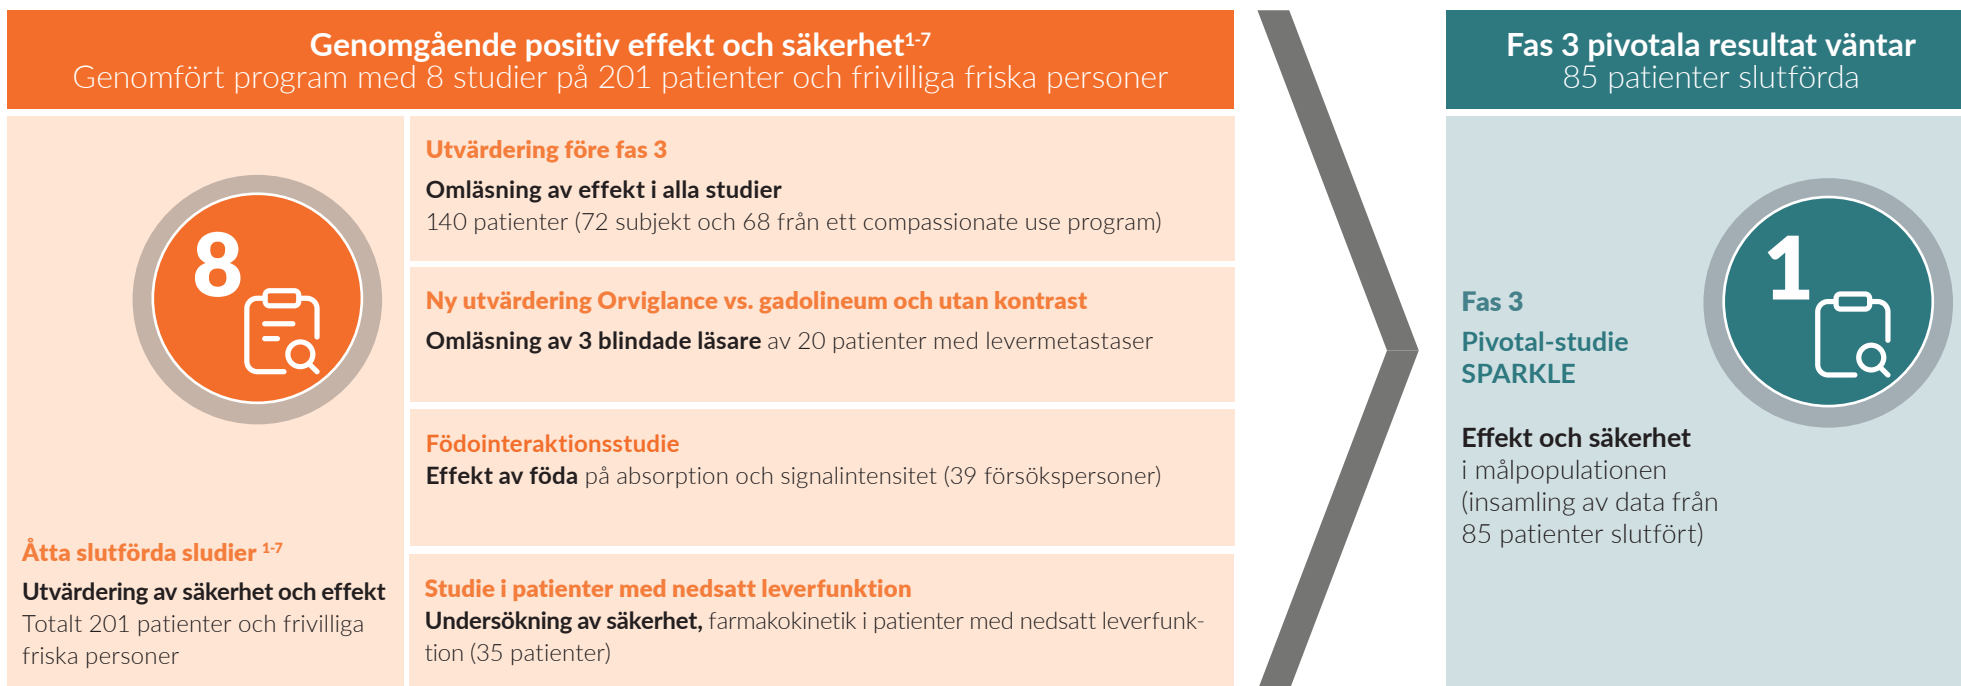 Genomgående positiv effekt och säkerhet1-7
Genomfört program med 8 studier på 201 patienter och frivilliga friska personer
8
Åtta slutförda sludier 1-7
Utvärdering av säkerhet och effekt
Totalt 201 patienter och frivilliga
friska personer
Utvärdering före fas 3
Omläsning av effekt i alla studier
140 patienter (72 subjekt och 68 från ett compassionate use program)
Ny utvärdering Orviglance vs. gadolineum och utan kontrast
Omläsning av 3 blindade läsare av 20 patienter med levermetastaser
Födointeraktionsstudie
Effekt av föda på absorption och signalintensitet (39 försökspersoner)
Studie i patienter med nedsatt leverfunktion
Undersökning av säkerhet, farmakokinetik i patienter med nedsatt leverfunk-
tion (35 patienter)
Fas 3 pivotala resultat väntar
85 patienter slutförda
1
Fas 3
Pivotal-studie
SPARKLE
Effekt och säkerhet
i målpopulationen
(insamling av data från
85 patienter slutfört)